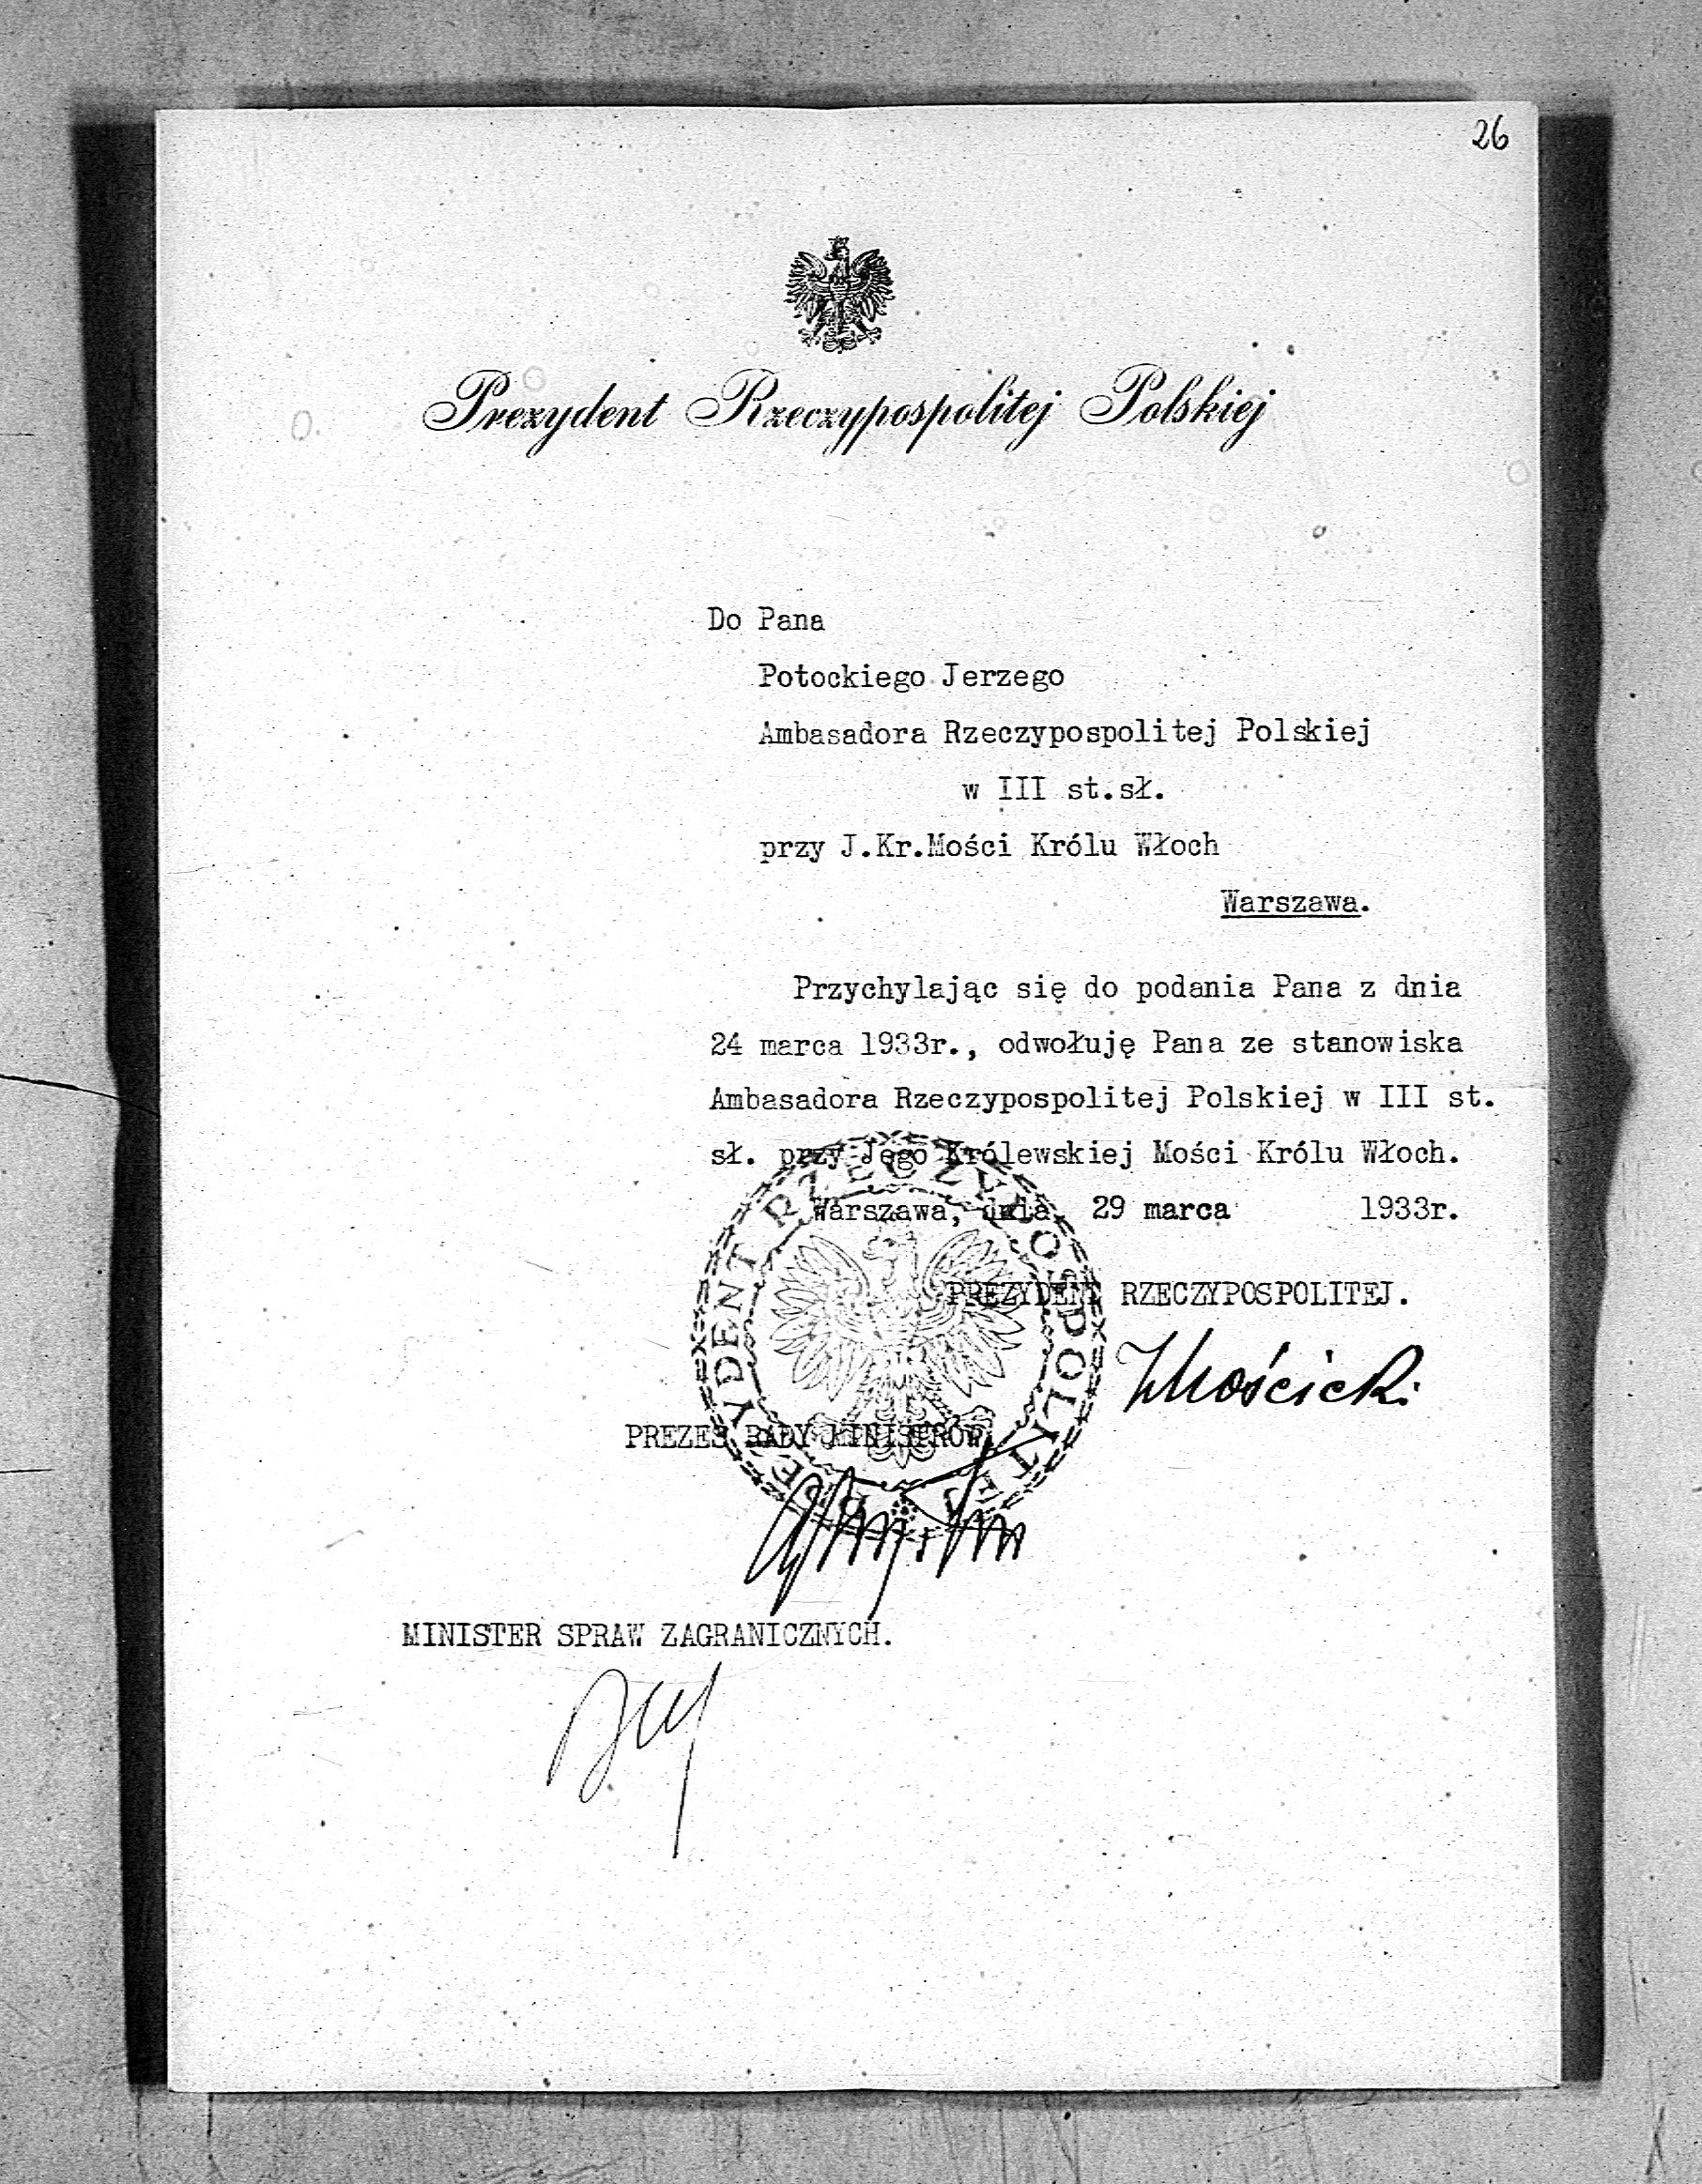 26
Prezydent Rzeczypospolitej Polskiej
Do Pana
Potockiego Jerzego
Ambasadora Rzeczypospolitej Polskiej
w III st.sł.
przy J.Kr.Mości Królu Włoch
Warszawa.
Przychylając się do podania Pana z dnia
24 marca 1933r., odwołuję Pana ze stanowiska
Ambasadora Rzeczypospolitej Polskiej w III st.
sł. przy Jego Królewskiej Mości Królu Włoch.
Warszawa, dnia 29 marca 1933r.
PREZYDENT RZECZYPOSPOLITEJ.
IMościcki
PREZES RADY MINISTRÓW
MINISTER SPRAW ZAGRANICZNYCH.
PREZYDENT RZECZYPOSPOLITEJ